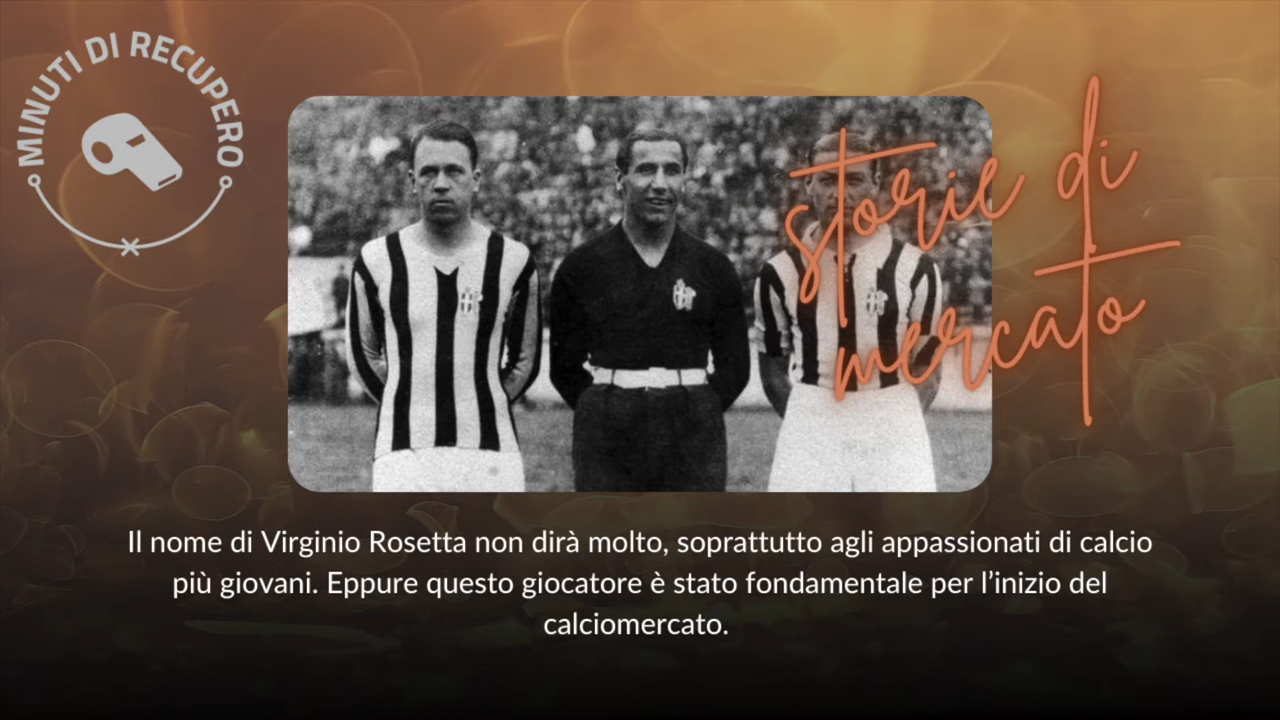 MINUTI DI RECUPERO
storie di
mercato
Il nome di Virginio Rosetta non dirà molto, soprattutto agli appassionati di calcio
più giovani. Eppure questo giocatore è stato fondamentale per l’inizio del
calciomercato.